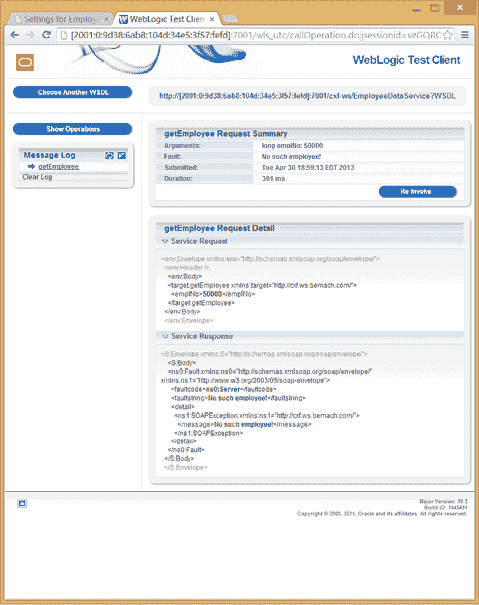 Settings for Employ
WebLogic Test Client
[2001:0:9d38:6ab8:104d:34e5:3f57:fefd]:7001/wls_utc/callOperation.do;jsessionid=vzGQRC
WebLogic Test Client
Choose Another WSDL
http://[2001:0:9d38:6ab8:104d:34e5:3f57:fefd]:7001/cxf-ws/EmployeeDataService?WSDL
Show Operations
Message Log
getEmployee
Clear Log
getEmployee Request Summary
Arguments: long emplNo: 50000
Fault: No such employee!
Submitted: Tue Apr 30 18:59:13 EDT 2013
Duration: 391 ms
Re Invoke
getEmployee Request Detail
Service Request
<env:Envelope xmlns:env="http://schemas.xmlsoap.org/soap/envelope/">
<env:Header />
<env:Body>
<target:getEmployee xmlns:target="http://cxf.ws.bemach.com/">
<emplNo>50000</emplNo>
</target:getEmployee>
</env:Body>
</env:Envelope>
Service Response
<S:Envelope xmlns:S="http://schemas.xmlsoap.org/soap/envelope/">
<S:Body>
<ns0:Fault xmlns:ns0="http://schemas.xmlsoap.org/soap/envelope/"
xmlns:ns1="http://www.w3.org/2003/05/soap-envelope">
<faultcode>ns0:Server</faultcode>
<faultstring>No such employee!</faultstring>
<detail>
<ns1:SOAPException xmlns:ns1="http://cxf.ws.bemach.com/">
<message>No such employee!</message>
</ns1:SOAPException>
</detail>
</ns0:Fault>
</S:Body>
</S:Envelope>
Major Version: 10.3
Build ID: 1443401
Copyright © 2005, 2011, Oracle and its affiliates. All rights reserved.